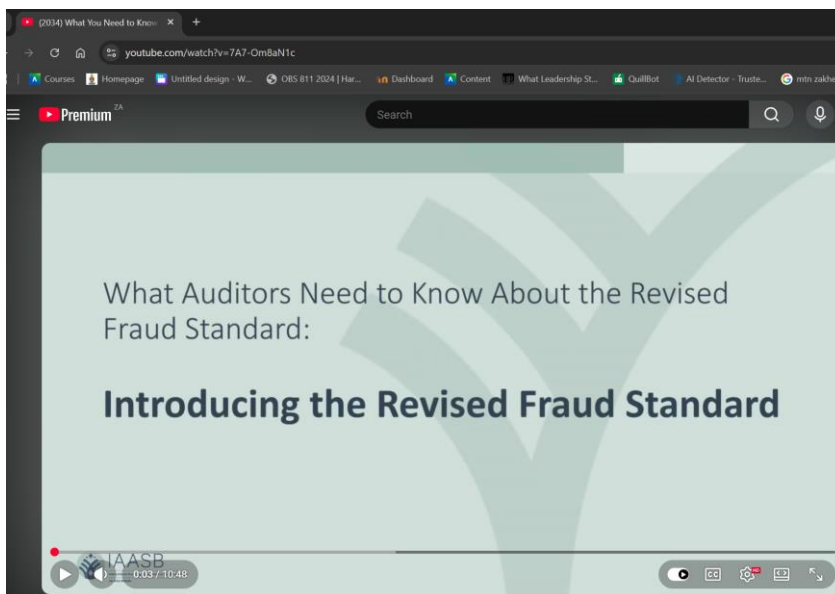 (2034) What You Need to Know
youtube.com/watch?v=7A7-Om8aN1c
Courses Homepage Untitled design - W... OBS 811 2024 | Har... Dashboard Content What Leadership St... QuillBot AI Detector - Truste... mtn zakhe
Premium ZA
Search
What Auditors Need to Know About the Revised
Fraud Standard:
Introducing the Revised Fraud Standard
IAASB
0:03 / 10:48
CC
HD